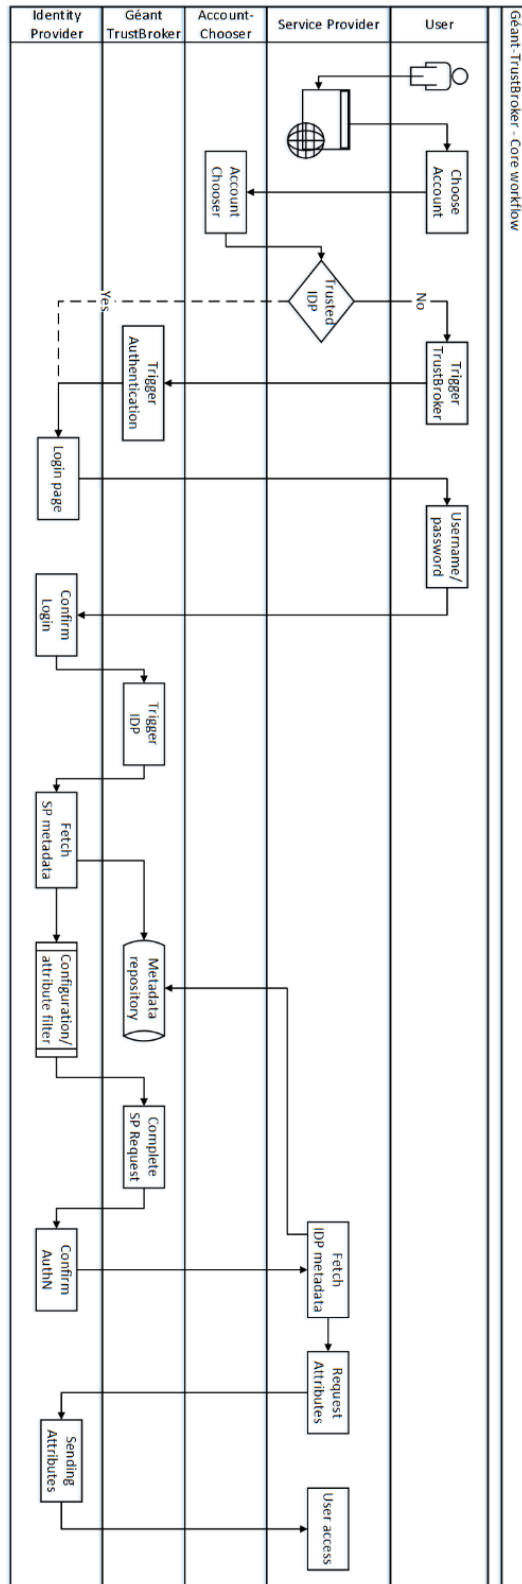 Géant-TrustBroker - Core workflow
User
Service Provider
Account-
Chooser
Géant
TrustBroker
Identity
Provider
Choose
Account
Account
Chooser
Trusted
IDP
No
Yes
Trigger
TrustBroker
Trigger
Authentication
Login page
Username/
password
Confirm
Login
Trigger
IDP
Fetch
SP metadata
Metadata
repository
Configuration/
attribute filter
Complete
SP Request
Confirm
AuthN
Fetch
IDP metadata
Request
Attributes
Sending
Attributes
User access